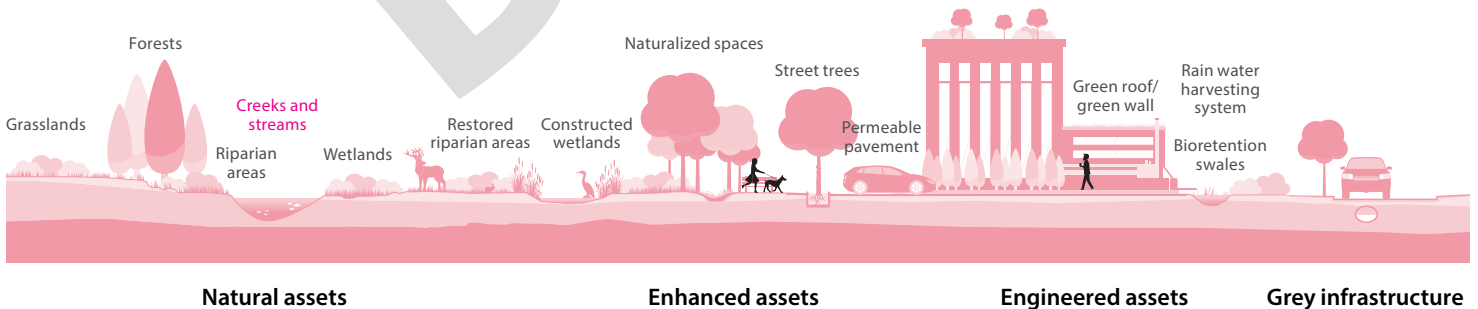 Forests
Naturalized spaces
Street trees
Rain water
harvesting
system
Green roof/
green wall
Creeks and
streams
Grasslands
Riparian
areas
Wetlands
Restored
riparian areas
Constructed
wetlands
Permeable
pavement
Bioretention
swales
Natural assets
Enhanced assets
Engineered assets
Grey infrastructure